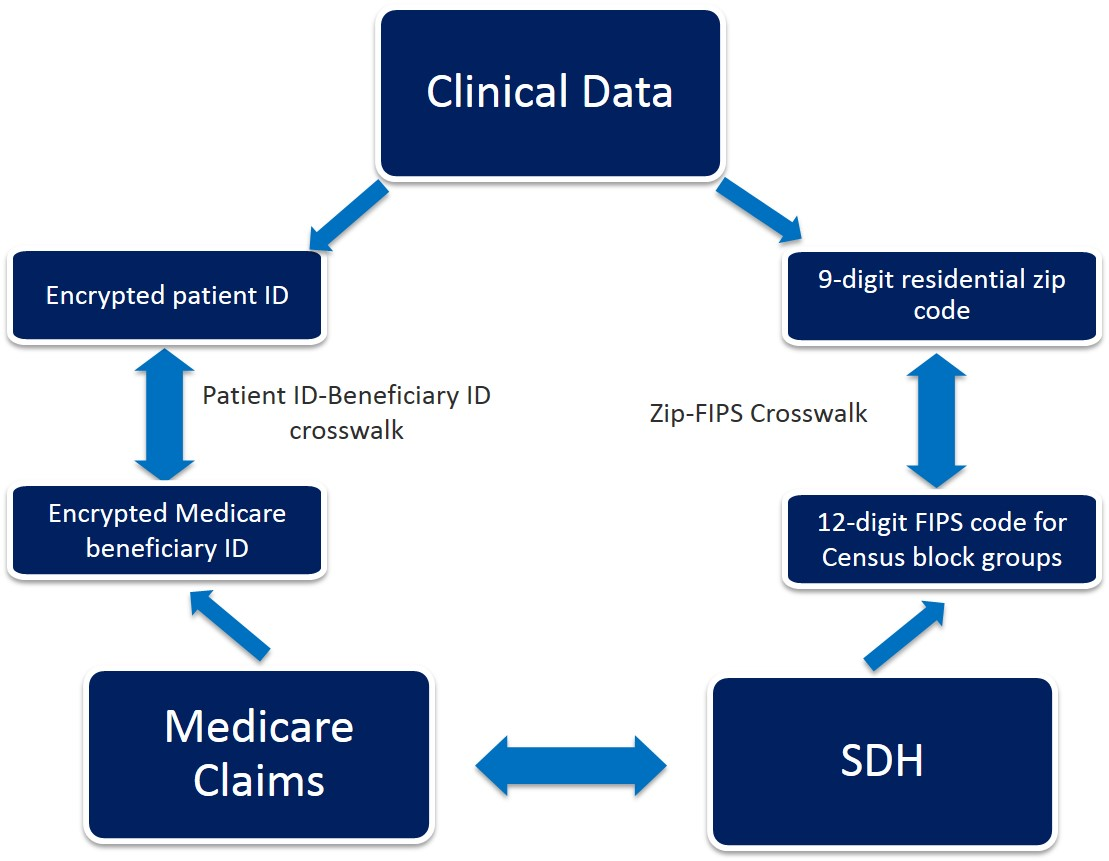 Clinical Data
Encrypted patient ID
9-digit residential zip
code
Patient ID-Beneficiary ID
crosswalk
Zip-FIPS Crosswalk
Encrypted Medicare
beneficiary ID
12-digit FIPS code for
Census block groups
Medicare
Claims
SDH